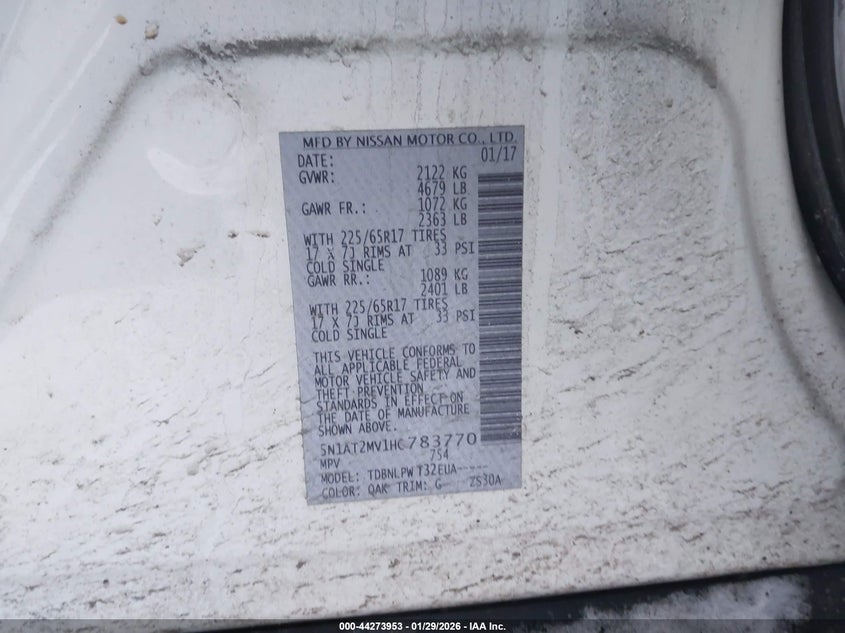 MFD BY NISSAN MOTOR CO., LTD.
DATE: 01/17
GVWR: 2122 KG
4679 LB
GAWR FR.: 1072 KG
2363 LB
WITH 225/65R17 TIRES
17 X 7J RIMS AT 33 PSI
COLD SINGLE
GAWR RR.: 1089 KG
2401 LB
WITH 225/65R17 TIRES
17 X 7J RIMS AT 33 PSI
COLD SINGLE
THIS VEHICLE CONFORMS TO
ALL APPLICABLE FEDERAL
MOTOR VEHICLE SAFETY AND
THEFT PREVENTION
STANDARDS IN EFFECT ON
THE DATE OF MANUFACTURE
SHOWN ABOVE.
5N1AT2MV1HC783770
MPV 754
MODEL: TDBNLPW T32EUA-----
COLOR: QAK TRIM: G ZS30A
000-44273953 - 01/29/2026 - IAA Inc.